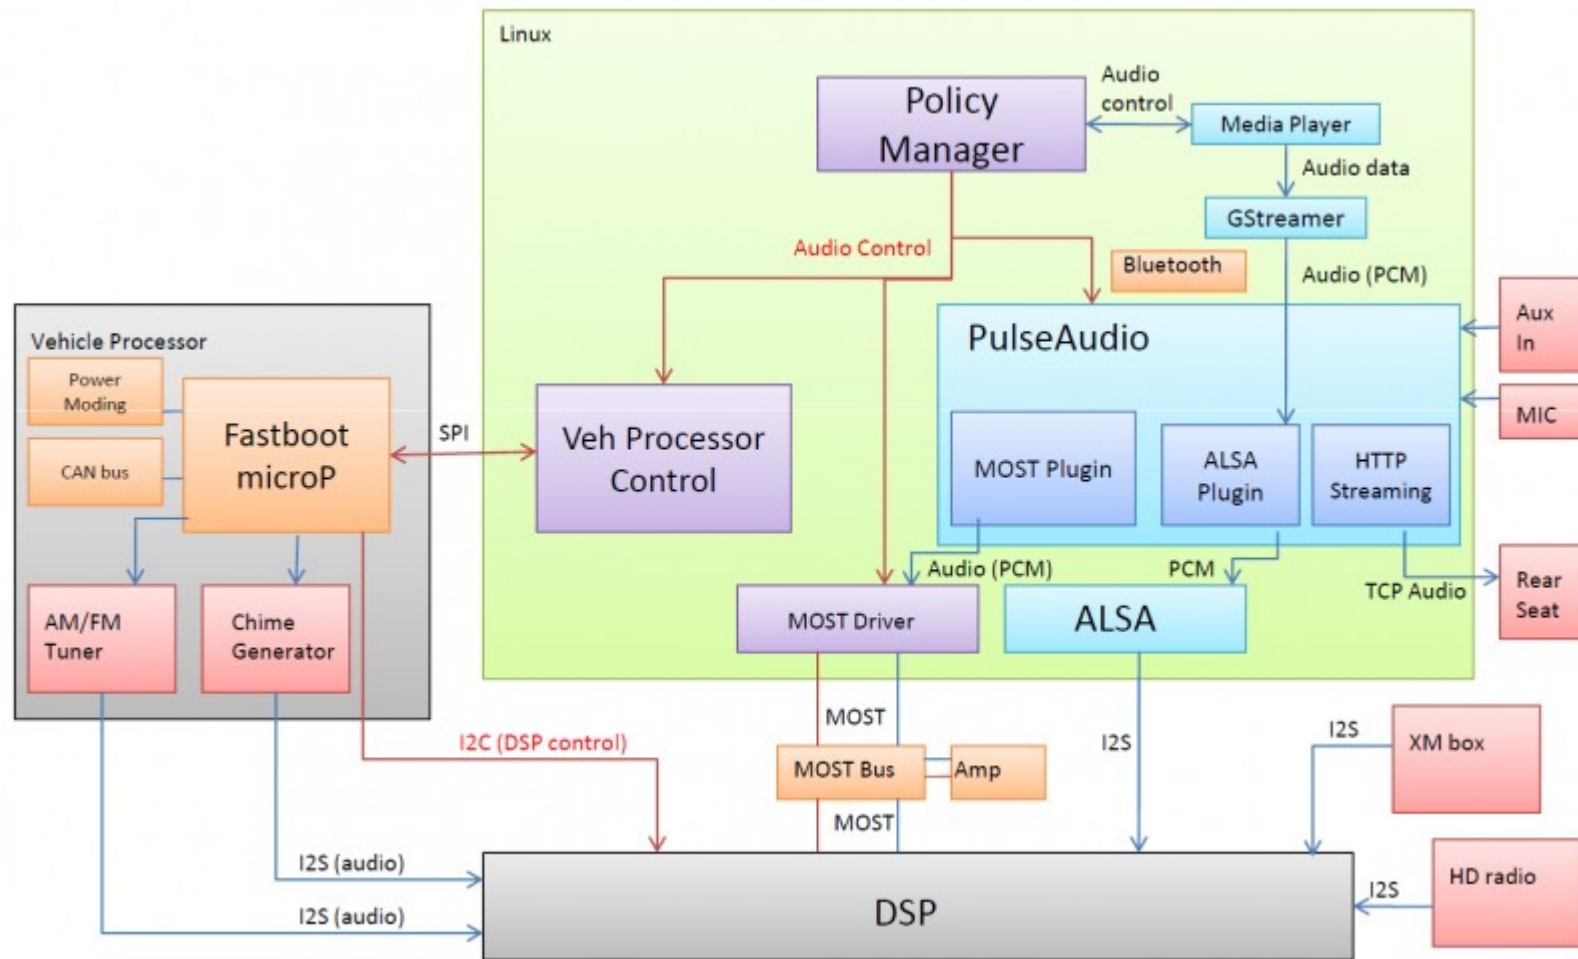 Linux
Policy
Manager
Audio
control
Media Player
Audio data
GStreamer
Audio Control
Bluetooth
Audio (PCM)
Vehicle Processor
Power
Moding
CAN bus
Fastboot
microP
SPI
Veh Processor
Control
PulseAudio
MOST Plugin
ALSA
Plugin
HTTP
Streaming
Aux
In
MIC
Audio (PCM)
PCM
TCP Audio
Rear
Seat
AM/FM
Tuner
Chime
Generator
MOST Driver
ALSA
I2C (DSP control)
MOST
MOST Bus
Amp
MOST
I2S
I2S
XM box
I2S (audio)
I2S (audio)
DSP
I2S
HD radio